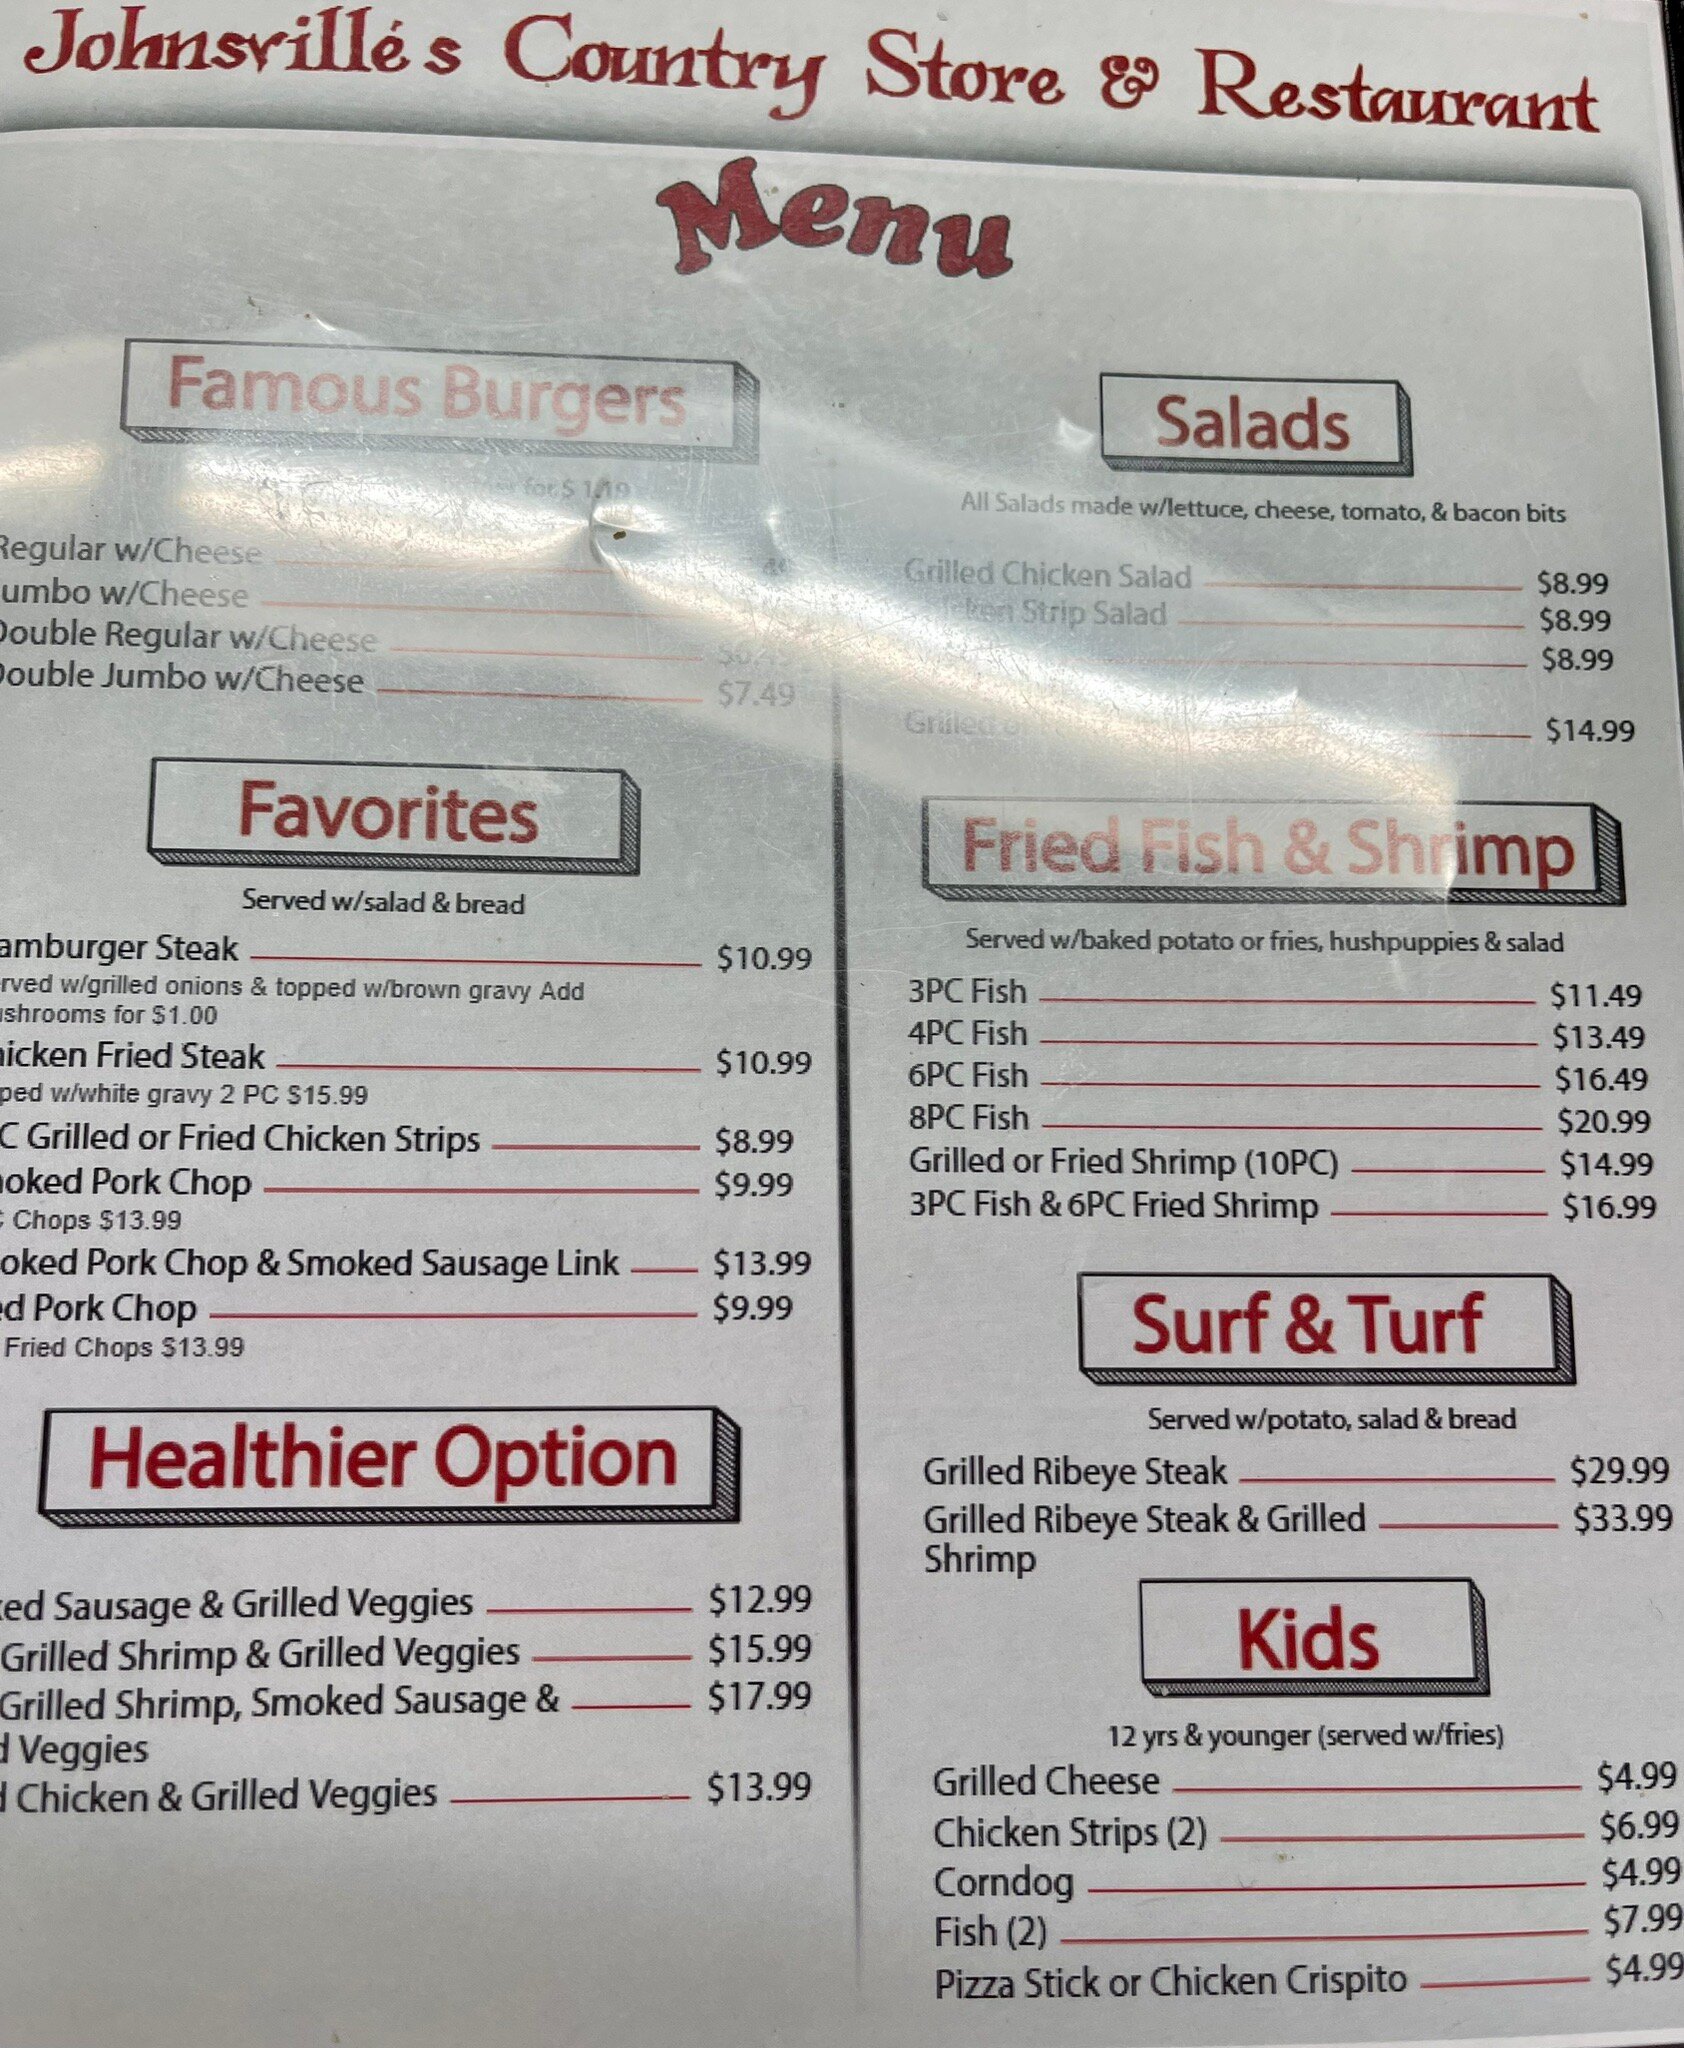 Johnsville's Country Store & Restaurant
Menu
Famous Burgers
for $ 1.19
Regular w/Cheese
umbo w/Cheese
Double Regular w/Cheese
Double Jumbo w/Cheese $7.49
Favorites
Served w/salad & bread
amburger Steak $10.99
rved w/grilled onions & topped w/brown gravy Add
ushrooms for $1.00
hicken Fried Steak $10.99
pped w/white gravy 2 PC $15.99
C Grilled or Fried Chicken Strips $8.99
moked Pork Chop $9.99
C Chops $13.99
oked Pork Chop & Smoked Sausage Link $13.99
ed Pork Chop $9.99
Fried Chops $13.99
Healthier Option
ked Sausage & Grilled Veggies $12.99
Grilled Shrimp & Grilled Veggies $15.99
Grilled Shrimp, Smoked Sausage & $17.99
d Veggies
d Chicken & Grilled Veggies $13.99
Salads
All Salads made w/lettuce, cheese, tomato, & bacon bits
Grilled Chicken Salad $8.99
Strip Salad $8.99
$8.99
Grilled $14.99
Fried Fish & Shrimp
Served w/baked potato or fries, hushpuppies & salad
3PC Fish $11.49
4PC Fish $13.49
6PC Fish $16.49
8PC Fish $20.99
Grilled or Fried Shrimp (10PC) $14.99
3PC Fish & 6PC Fried Shrimp $16.99
Surf & Turf
Served w/potato, salad & bread
Grilled Ribeye Steak $29.99
Grilled Ribeye Steak & Grilled $33.99
Shrimp
Kids
12 yrs & younger (served w/fries)
Grilled Cheese $4.99
Chicken Strips (2) $6.99
Corndog $4.99
Fish (2) $7.99
Pizza Stick or Chicken Crispito $4.99